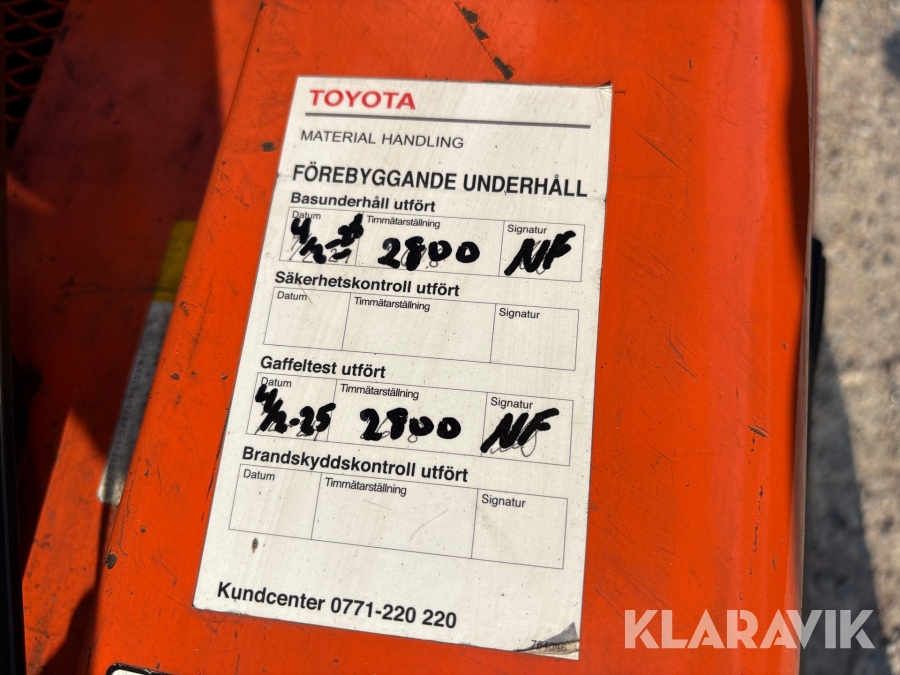 TOYOTA
MATERIAL HANDLING
FÖREBYGGANDE UNDERHÅLL
Basunderhåll utfört
Datum Timmätarställning Signatur
2800 NF
Säkerhetskontroll utfört
Datum Timmätarställning Signatur
Gaffeltest utfört
Datum Timmätarställning Signatur
4/2-25 2800 NF
Brandskyddskontroll utfört
Datum Timmätarställning Signatur
Kundcenter 0771-220 220
KLARAVIK